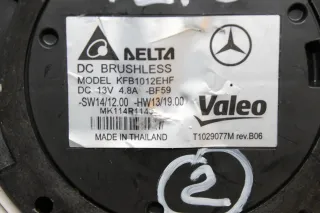 DELTA
DC BRUSHLESS
MODEL KFB1012EHF
DC 13V 4.8A -BF59
-SW14/12.00 -HW13/19.00
Valeo
MADE IN THAILAND
T1029077M rev.B06
2